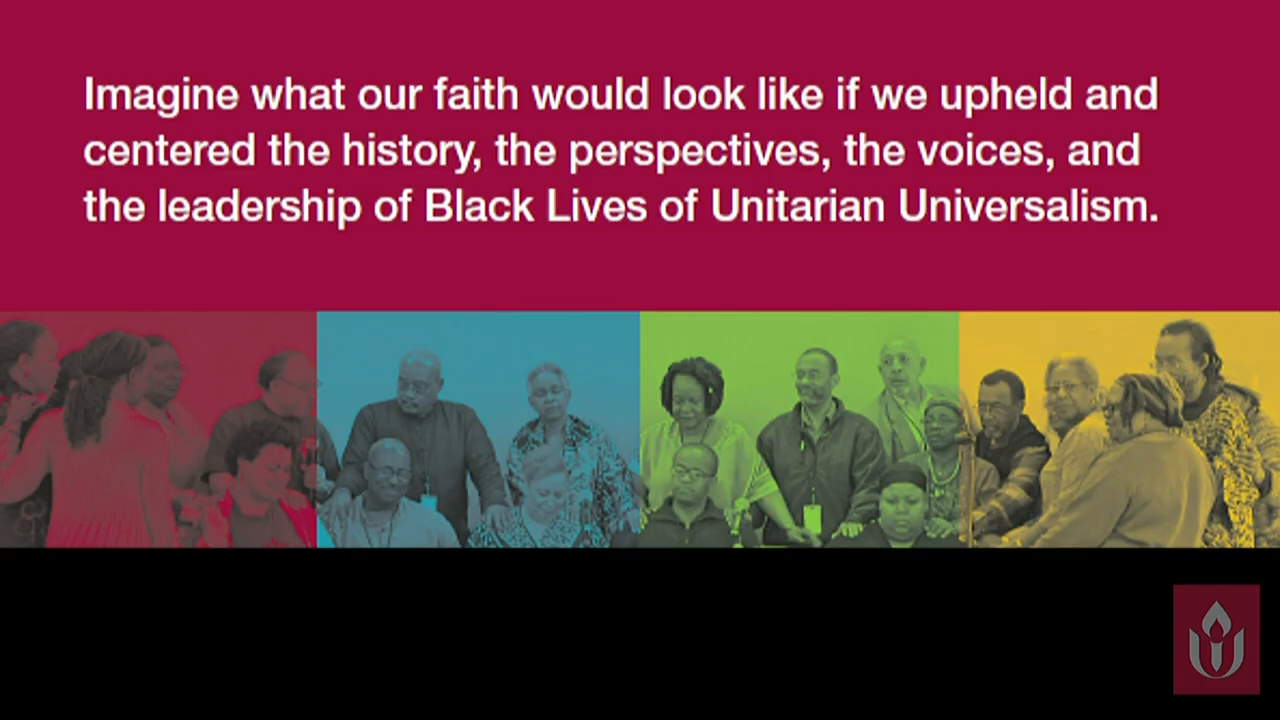 Imagine what our faith would look like if we upheld and
centered the history, the perspectives, the voices, and
the leadership of Black Lives of Unitarian Universalism.